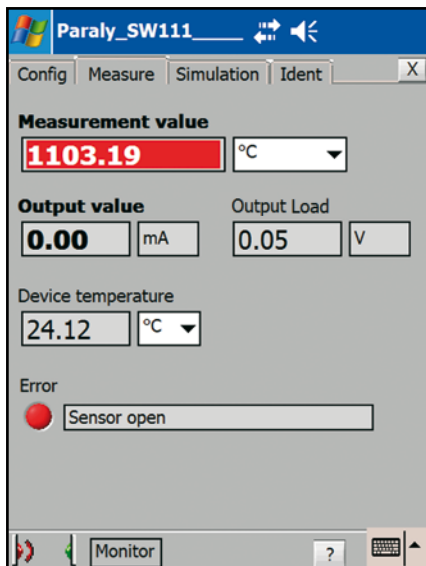 Paraly_SW111____
Config Measure Simulation Ident X
Measurement value
1103.19 °C
Output value Output Load
0.00 mA 0.05 V
Device temperature
24.12 °C
Error
Sensor open
Monitor ?